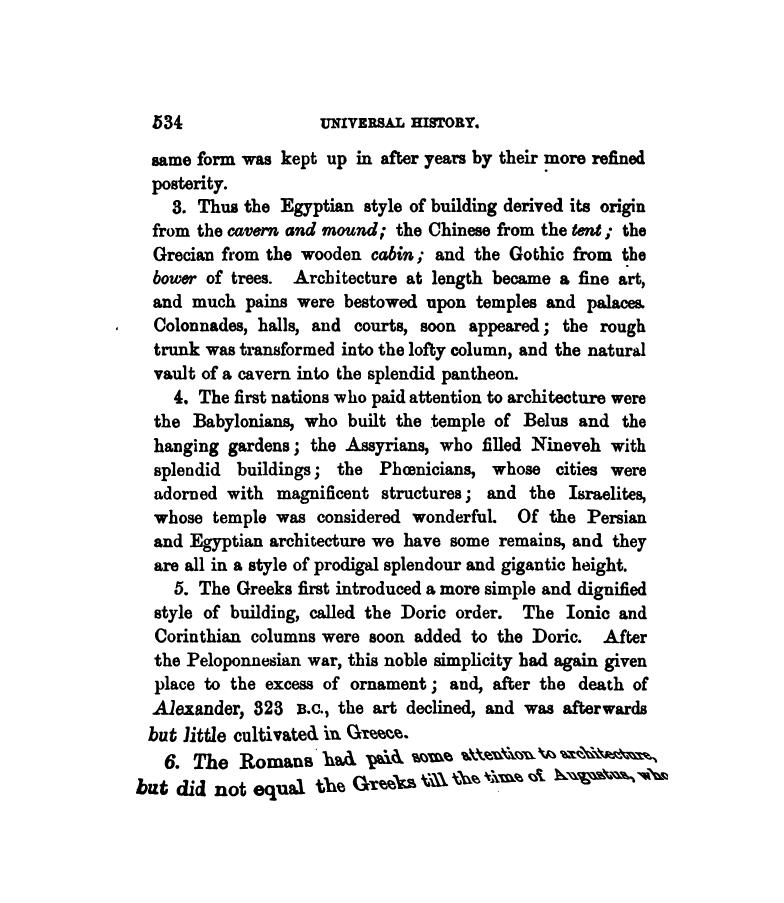 534 UNIVERSAL HISTORY.
same form was kept up in after years by their more refined
posterity.
3. Thus the Egyptian style of building derived its origin
from the cavern and mound; the Chinese from the tent; the
Grecian from the wooden cabin; and the Gothic from the
bower of trees. Architecture at length became a fine art,
and much pains were bestowed upon temples and palaces.
Colonnades, halls, and courts, soon appeared; the rough
trunk was transformed into the lofty column, and the natural
vault of a cavern into the splendid pantheon.
4. The first nations who paid attention to architecture were
the Babylonians, who built the temple of Belus and the
hanging gardens; the Assyrians, who filled Nineveh with
splendid buildings; the Phœnicians, whose cities were
adorned with magnificent structures; and the Israelites,
whose temple was considered wonderful. Of the Persian
and Egyptian architecture we have some remains, and they
are all in a style of prodigal splendour and gigantic height.
5. The Greeks first introduced a more simple and dignified
style of building, called the Doric order. The Ionic and
Corinthian columns were soon added to the Doric. After
the Peloponnesian war, this noble simplicity had again given
place to the excess of ornament; and, after the death of
Alexander, 323 B.C., the art declined, and was afterwards
but little cultivated in Greece.
6. The Romans had paid some attention to architecture,
but did not equal the Greeks till the time of Augustus, who